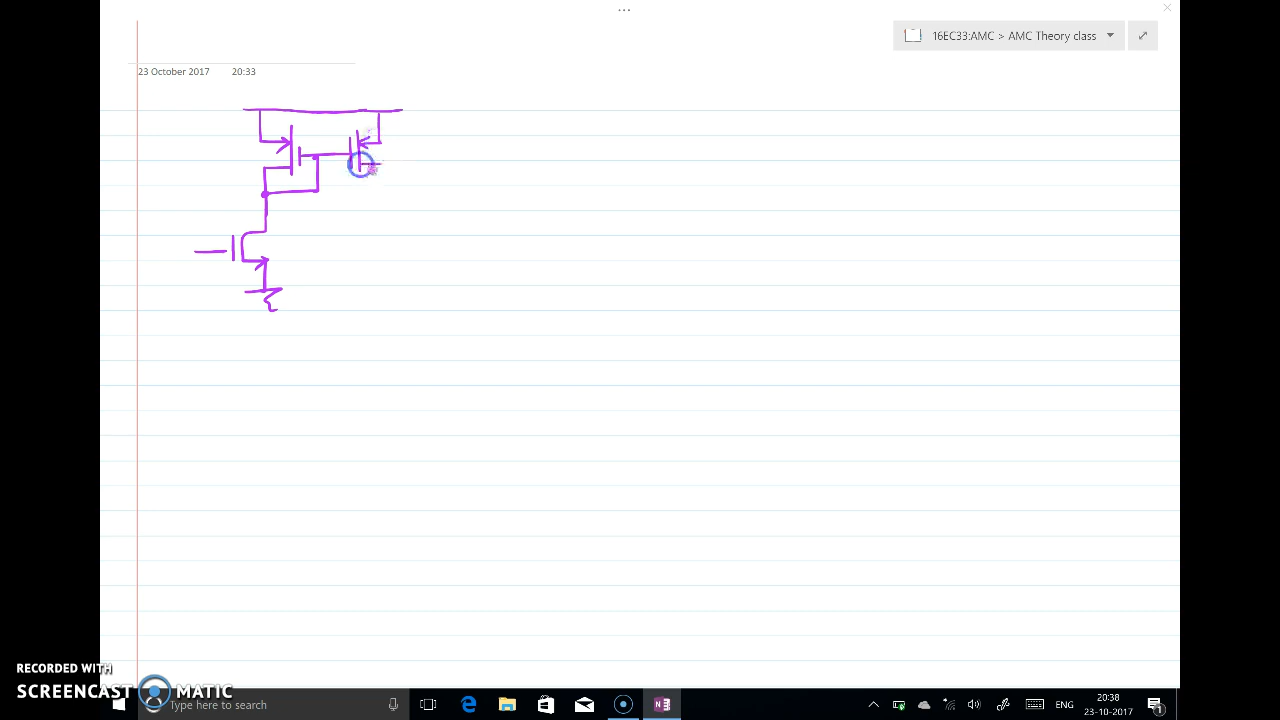 ...
16EC33:AMC > AMC Theory class
23 October 2017 20:33
RECORDED WITH
SCREENCAST MATIC
Type here to search
ENG
20:38
23-10-2017
1